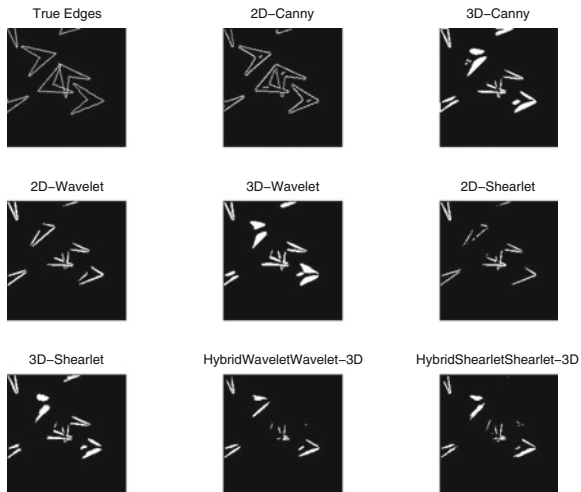 True Edges 2D−Canny 3D−Canny
2D−Wavelet 3D−Wavelet 2D−Shearlet
3D−Shearlet HybridWaveletWavelet−3D HybridShearletShearlet−3D